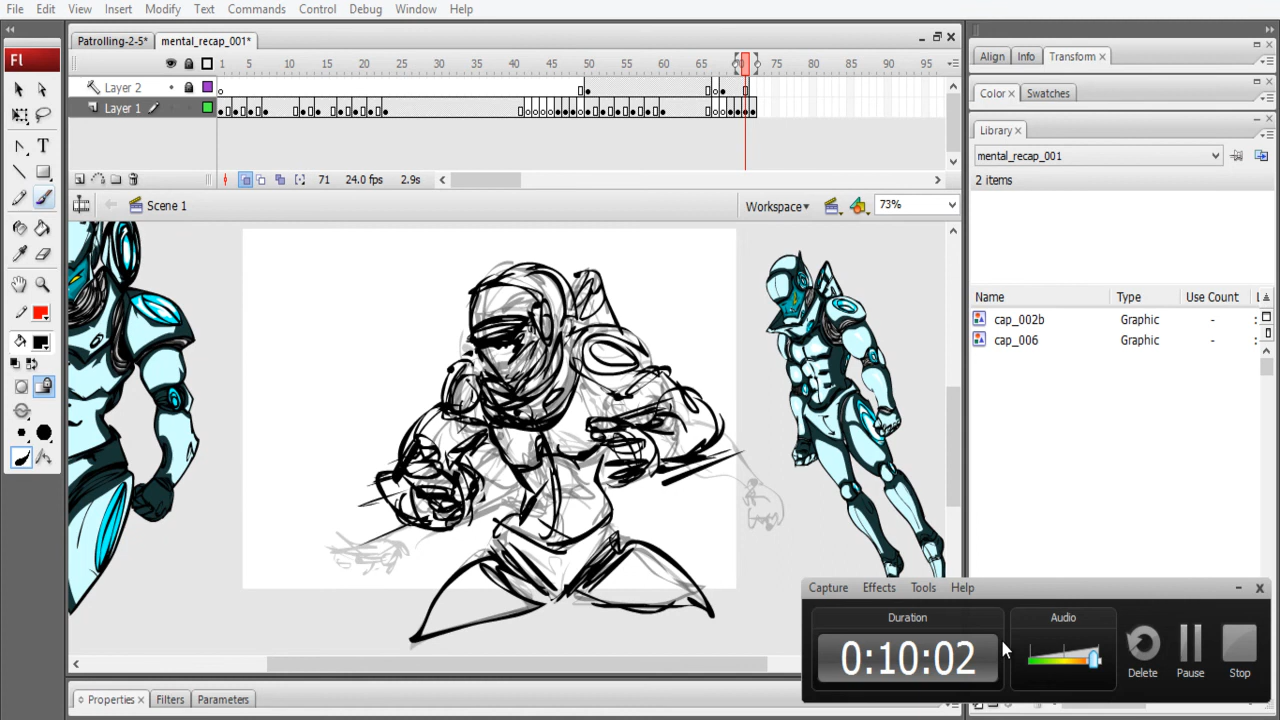 File Edit View Insert Modify Text Commands Control Debug Window Help
Fl
Patrolling-2-5* mental_recap_001*
1 5 10 15 20 25 30 35 40 45 50 55 60 65 75 80 85 90 95
Layer 2
Layer 1
71 24.0 fps 2.9s
Scene 1 Workspace 73%
Align Info Transform
Color Swatches
Library
mental_recap_001
2 items
Name Type Use Count
cap_002b Graphic -
cap_006 Graphic -
Capture Effects Tools Help
Duration Audio
0:10:02
Delete Pause Stop
Properties Filters Parameters
T